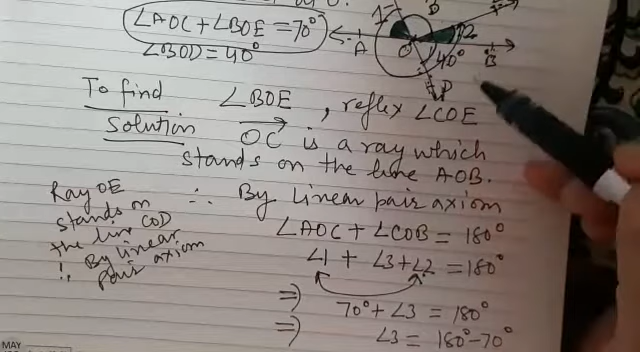 ∠AOC + ∠BOE = 70°
∠BOD = 40°
A
O
40°
B
D
To find ∠BOE , reflex ∠COE
Solution OC is a ray which
stands on the line AOB.
∴ By linear pair axiom
∠AOC + ∠COB = 180°
∠1 + ∠3 + ∠2 = 180°
⇒ 70° + ∠3 = 180°
⇒ ∠3 = 180° - 70°
Ray OE
stands on
the line COD
∴ By linear
pair axiom
MAY